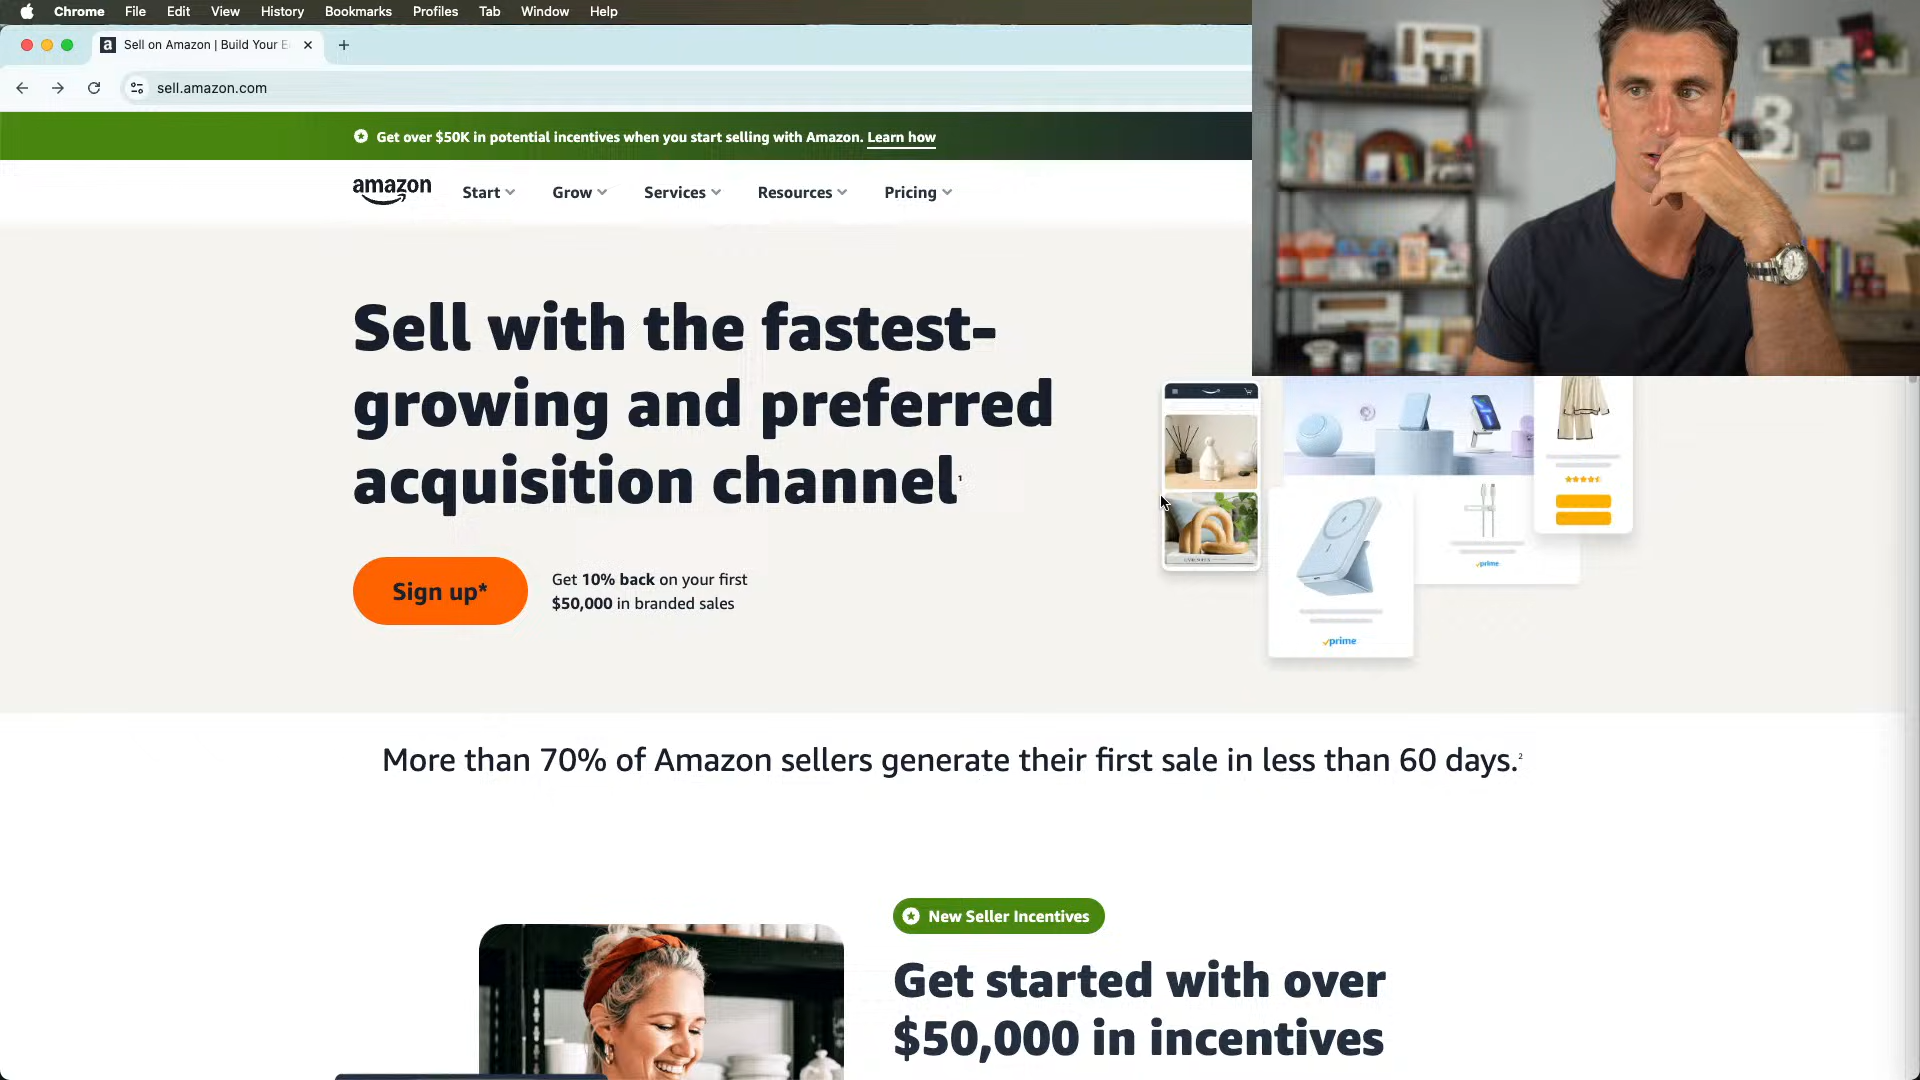 Chrome File Edit View History Bookmarks Profiles Tab Window Help
Sell on Amazon | Build Your E
sell.amazon.com
Get over $50K in potential incentives when you start selling with Amazon. Learn how
amazon Start Grow Services Resources Pricing
Sell with the fastest-
growing and preferred
acquisition channel¹
Sign up*
Get 10% back on your first
$50,000 in branded sales
prime
prime
More than 70% of Amazon sellers generate their first sale in less than 60 days.²
New Seller Incentives
Get started with over
$50,000 in incentives